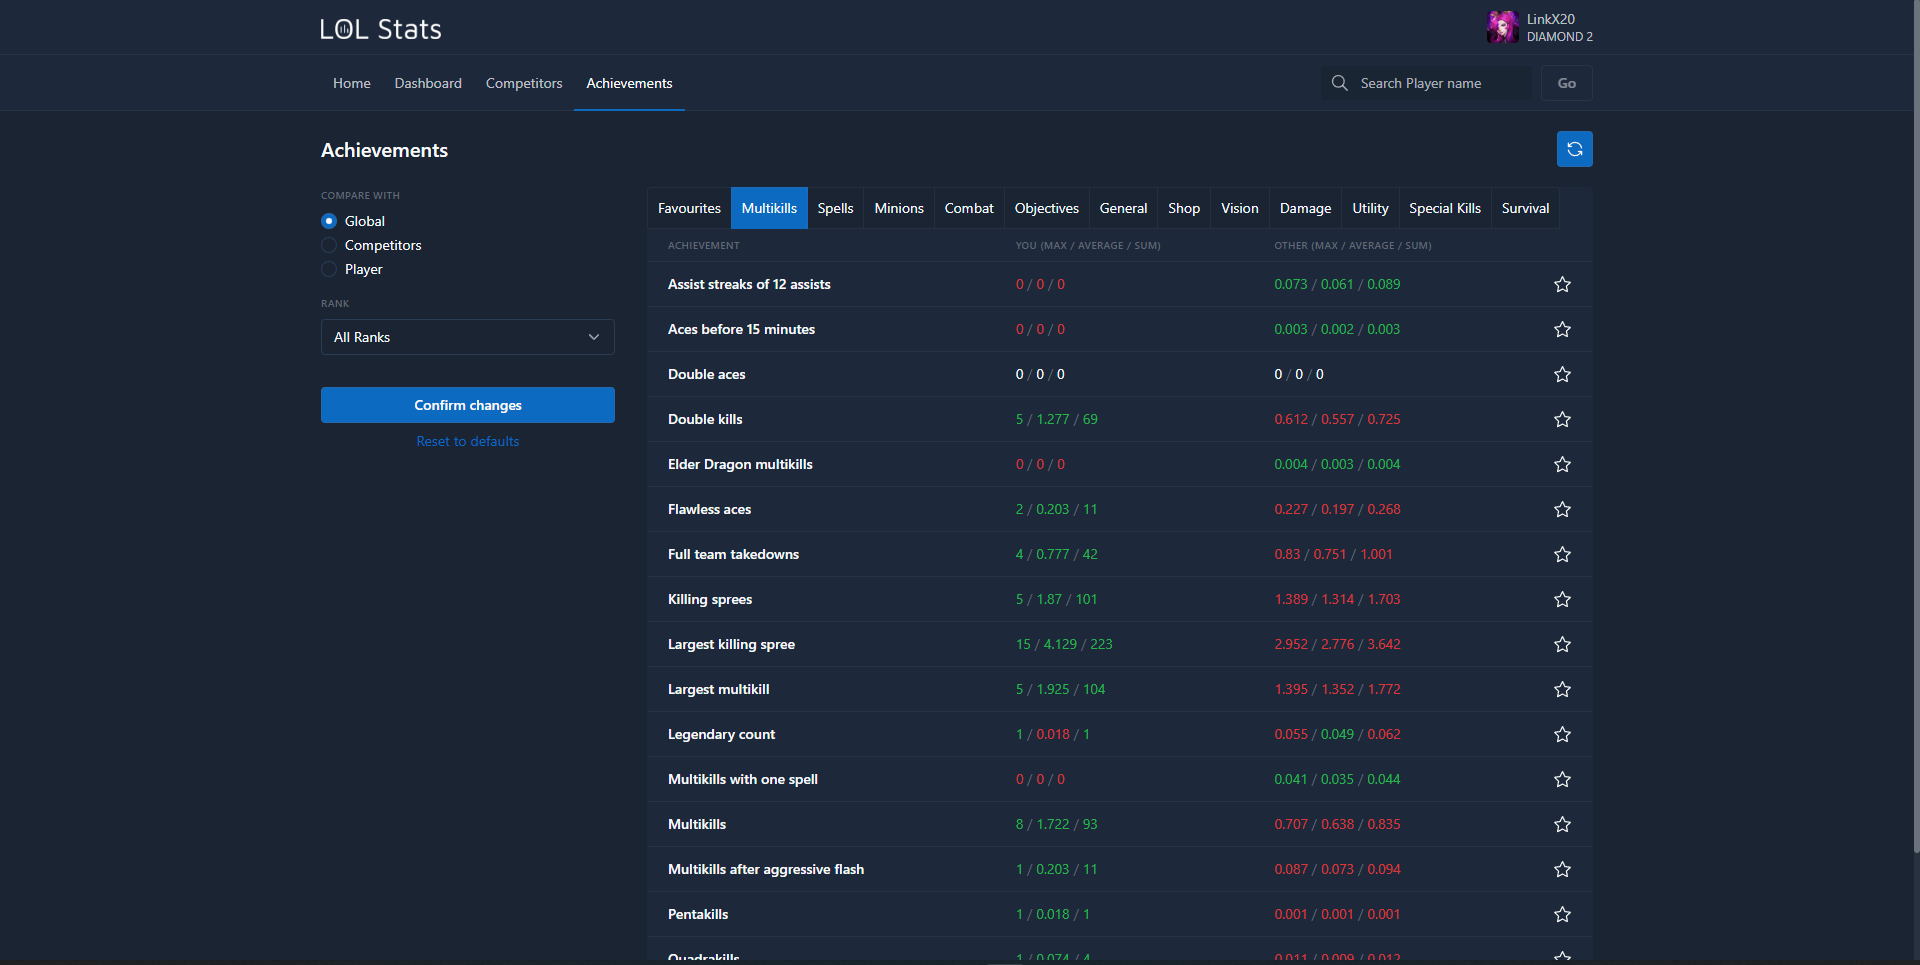 LOL Stats
LinkX20
DIAMOND 2
Home Dashboard Competitors Achievements Search Player name Go
Achievements
COMPARE WITH
Global
Competitors
Player
RANK
All Ranks
Confirm changes
Reset to defaults
Favourites Multikills Spells Minions Combat Objectives General Shop Vision Damage Utility Special Kills Survival
ACHIEVEMENT YOU (MAX / AVERAGE / SUM) OTHER (MAX / AVERAGE / SUM)
Assist streaks of 12 assists 0 / 0 / 0 0.073 / 0.061 / 0.089
Aces before 15 minutes 0 / 0 / 0 0.003 / 0.002 / 0.003
Double aces 0 / 0 / 0 0 / 0 / 0
Double kills 5 / 1.277 / 69 0.612 / 0.557 / 0.725
Elder Dragon multikills 0 / 0 / 0 0.004 / 0.003 / 0.004
Flawless aces 2 / 0.203 / 11 0.227 / 0.197 / 0.268
Full team takedowns 4 / 0.777 / 42 0.83 / 0.751 / 1.001
Killing sprees 5 / 1.87 / 101 1.389 / 1.314 / 1.703
Largest killing spree 15 / 4.129 / 223 2.952 / 2.776 / 3.642
Largest multikill 5 / 1.925 / 104 1.395 / 1.352 / 1.772
Legendary count 1 / 0.018 / 1 0.055 / 0.049 / 0.062
Multikills with one spell 0 / 0 / 0 0.041 / 0.035 / 0.044
Multikills 8 / 1.722 / 93 0.707 / 0.638 / 0.835
Multikills after aggressive flash 1 / 0.203 / 11 0.087 / 0.073 / 0.094
Pentakills 1 / 0.018 / 1 0.001 / 0.001 / 0.001
Quadrakills 1 / 0.074 / 4 0.011 / 0.009 / 0.012